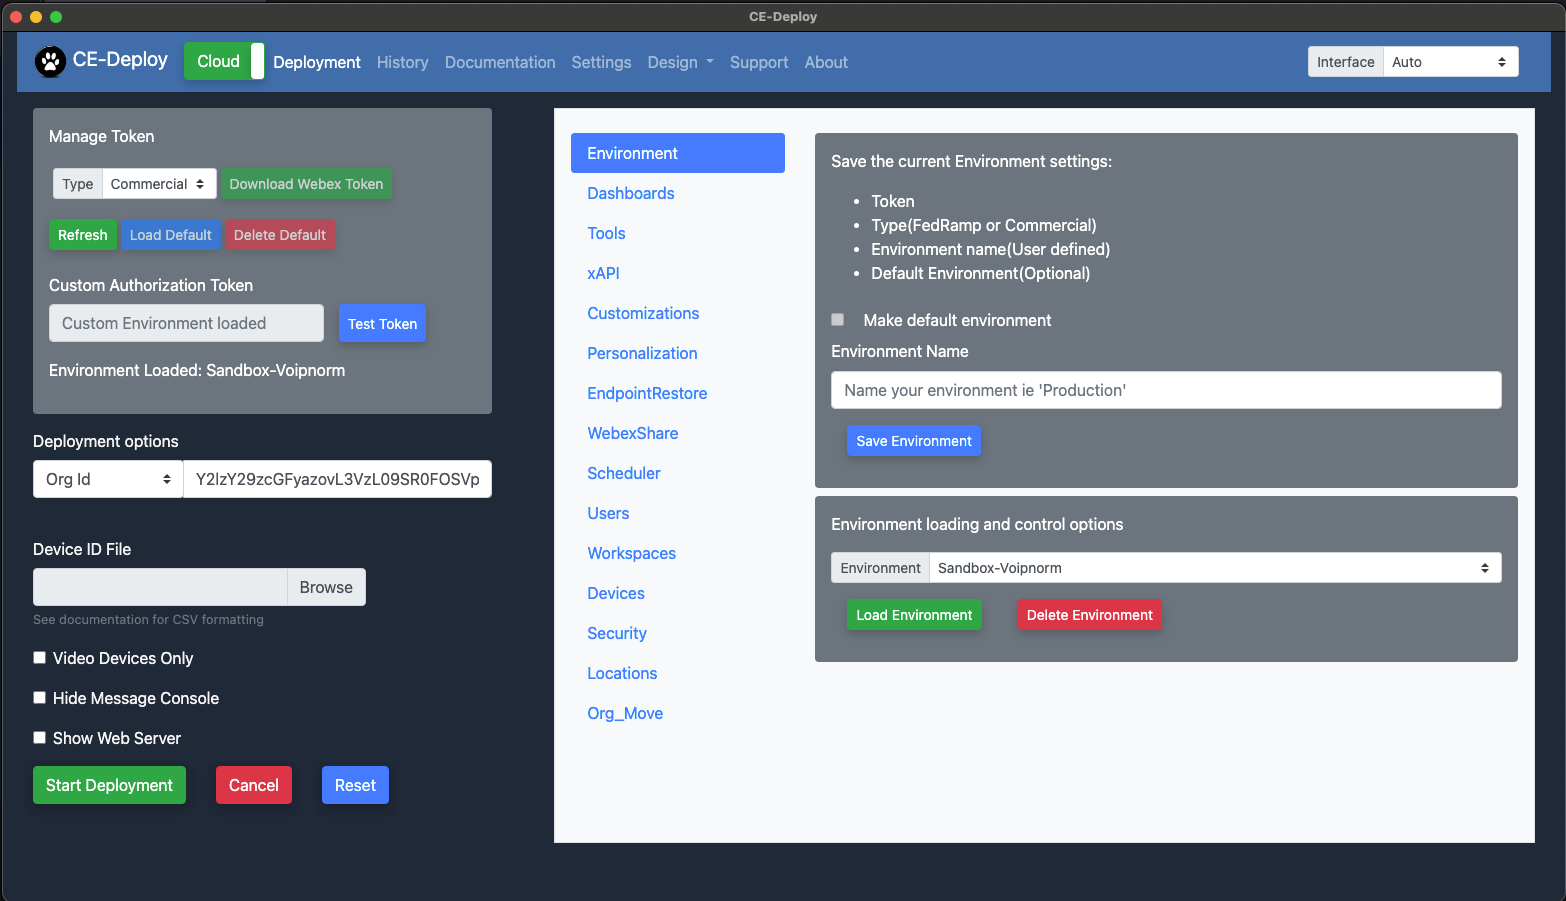 CE-Deploy
CE-Deploy
Cloud
Deployment
History
Documentation
Settings
Design
Support
About
Interface
Auto
Manage Token
Type
Commercial
Download Webex Token
Refresh
Load Default
Delete Default
Custom Authorization Token
Custom Environment loaded
Test Token
Environment Loaded: Sandbox-Voipnorm
Deployment options
Org Id
Y2lzY29zcGFyazovL3VzL09SR0FOSVp
Device ID File
Browse
See documentation for CSV formatting
Video Devices Only
Hide Message Console
Show Web Server
Start Deployment
Cancel
Reset
Environment
Dashboards
Tools
xAPI
Customizations
Personalization
EndpointRestore
WebexShare
Scheduler
Users
Workspaces
Devices
Security
Locations
Org_Move
Save the current Environment settings:
• Token
• Type(FedRamp or Commercial)
• Environment name(User defined)
• Default Environment(Optional)
Make default environment
Environment Name
Name your environment ie 'Production'
Save Environment
Environment loading and control options
Environment
Sandbox-Voipnorm
Load Environment
Delete Environment